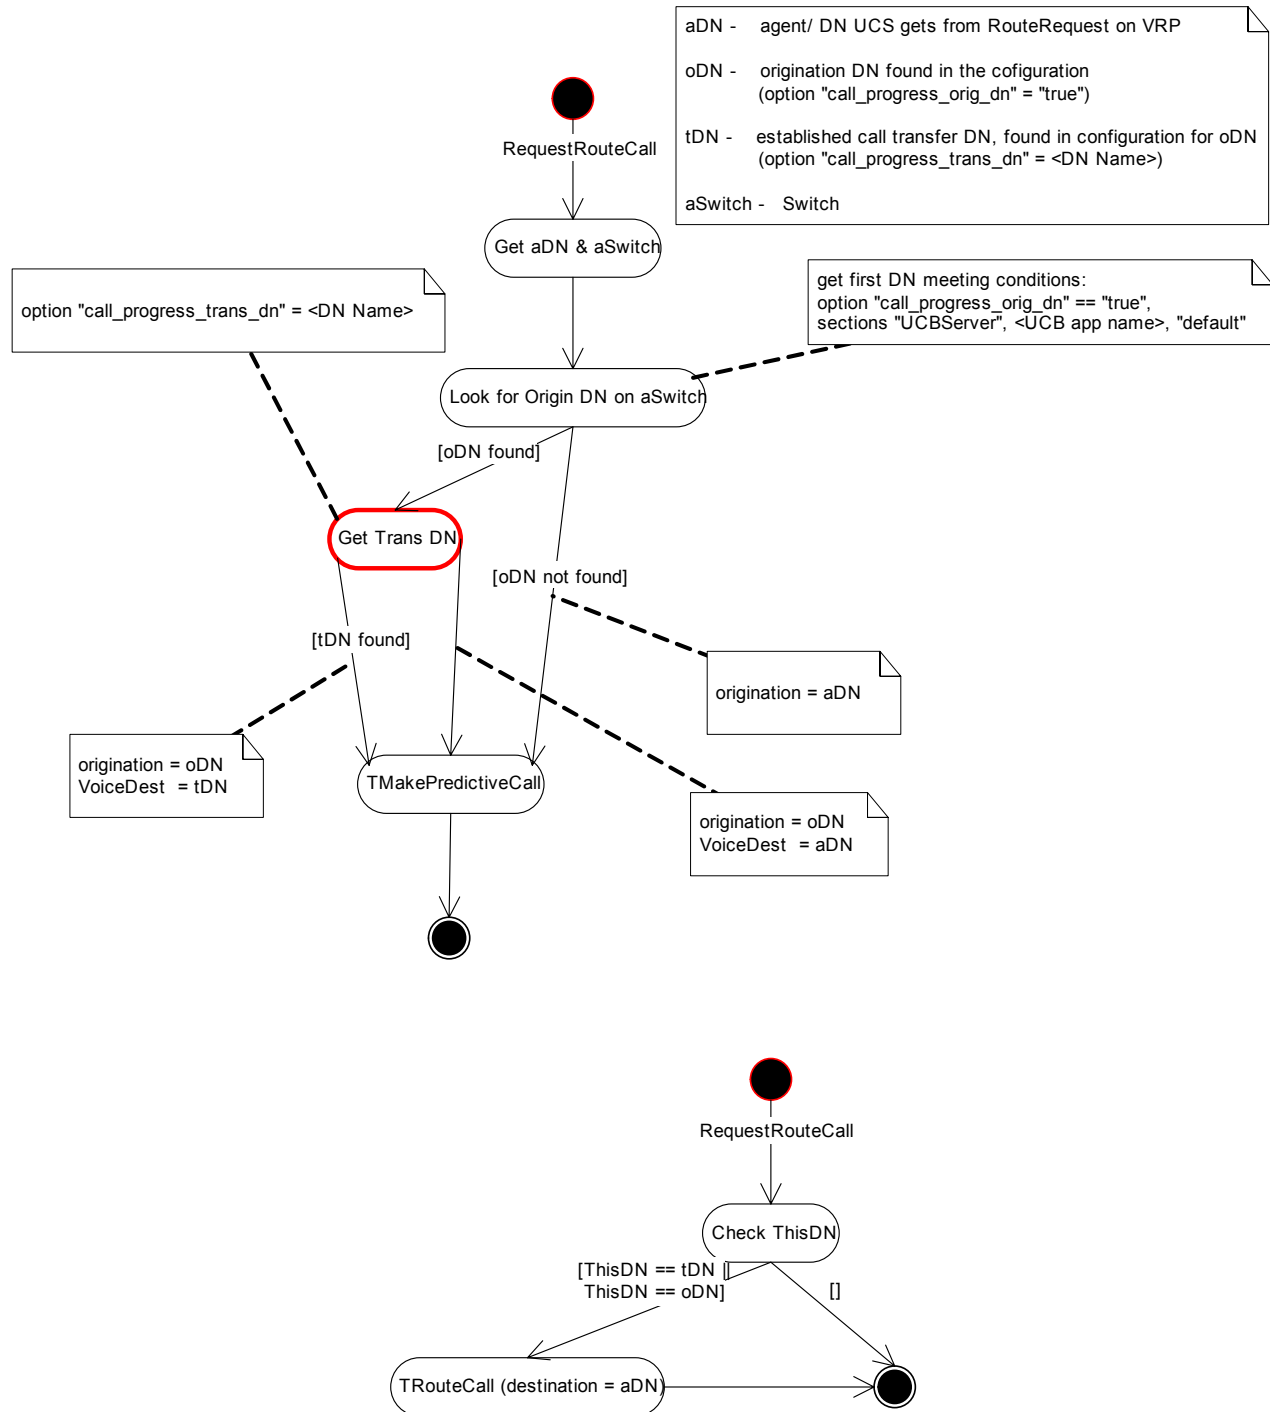 aDN - agent/ DN UCS gets from RouteRequest on VRP
oDN - origination DN found in the cofiguration
(option "call_progress_orig_dn" = "true")
tDN - established call transfer DN, found in configuration for oDN
(option "call_progress_trans_dn" = <DN Name>)
aSwitch - Switch
RequestRouteCall
Get aDN & aSwitch
option "call_progress_trans_dn" = <DN Name>
get first DN meeting conditions:
option "call_progress_orig_dn" == "true",
sections "UCBServer", <UCB app name>, "default"
Look for Origin DN on aSwitch
[oDN found]
Get Trans DN
[oDN not found]
[tDN found]
origination = aDN
origination = oDN
VoiceDest = tDN
TMakePredictiveCall
origination = oDN
VoiceDest = aDN
RequestRouteCall
Check ThisDN
[ThisDN == tDN ||
ThisDN == oDN]
[]
TRouteCall (destination = aDN)